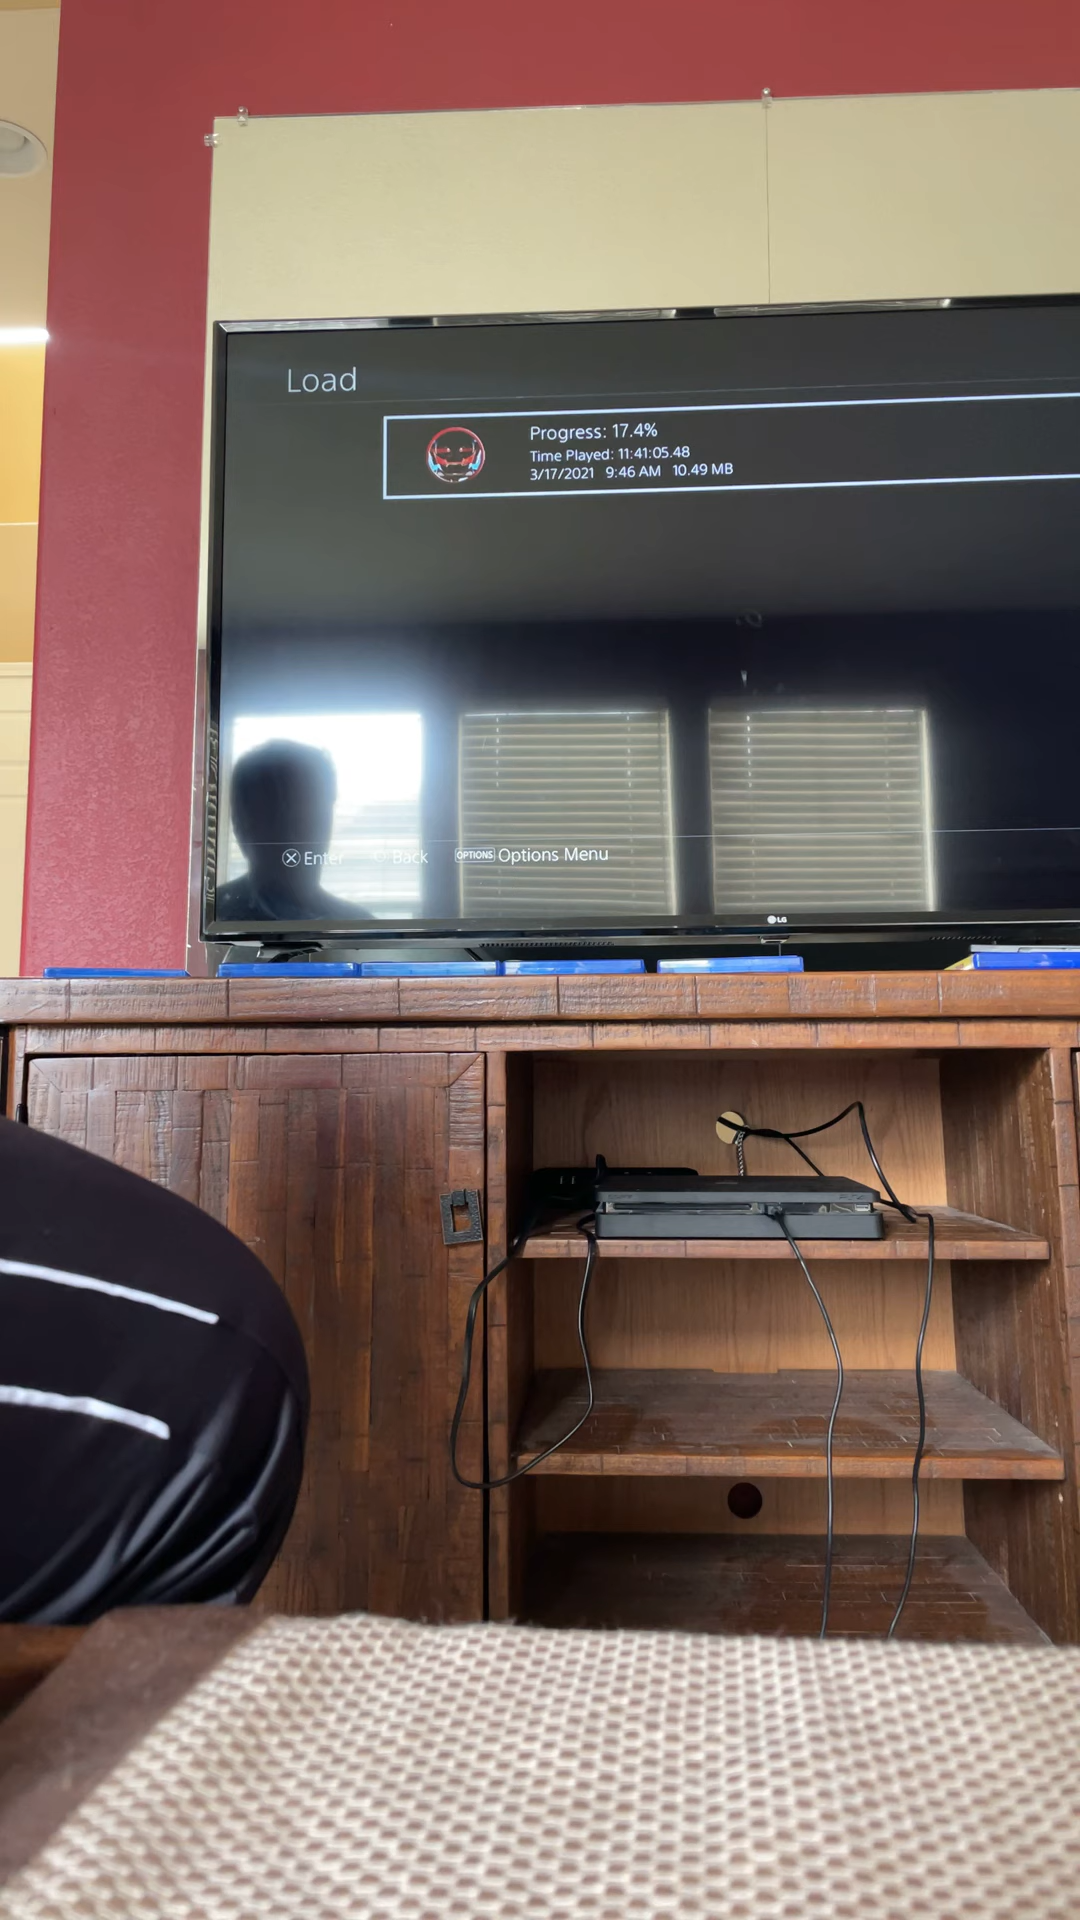 Load
Progress: 17.4%
Time Played: 11:41:05.48
3/17/2021 9:46 AM 10.49 MB
Enter Back OPTIONS Options Menu
LG